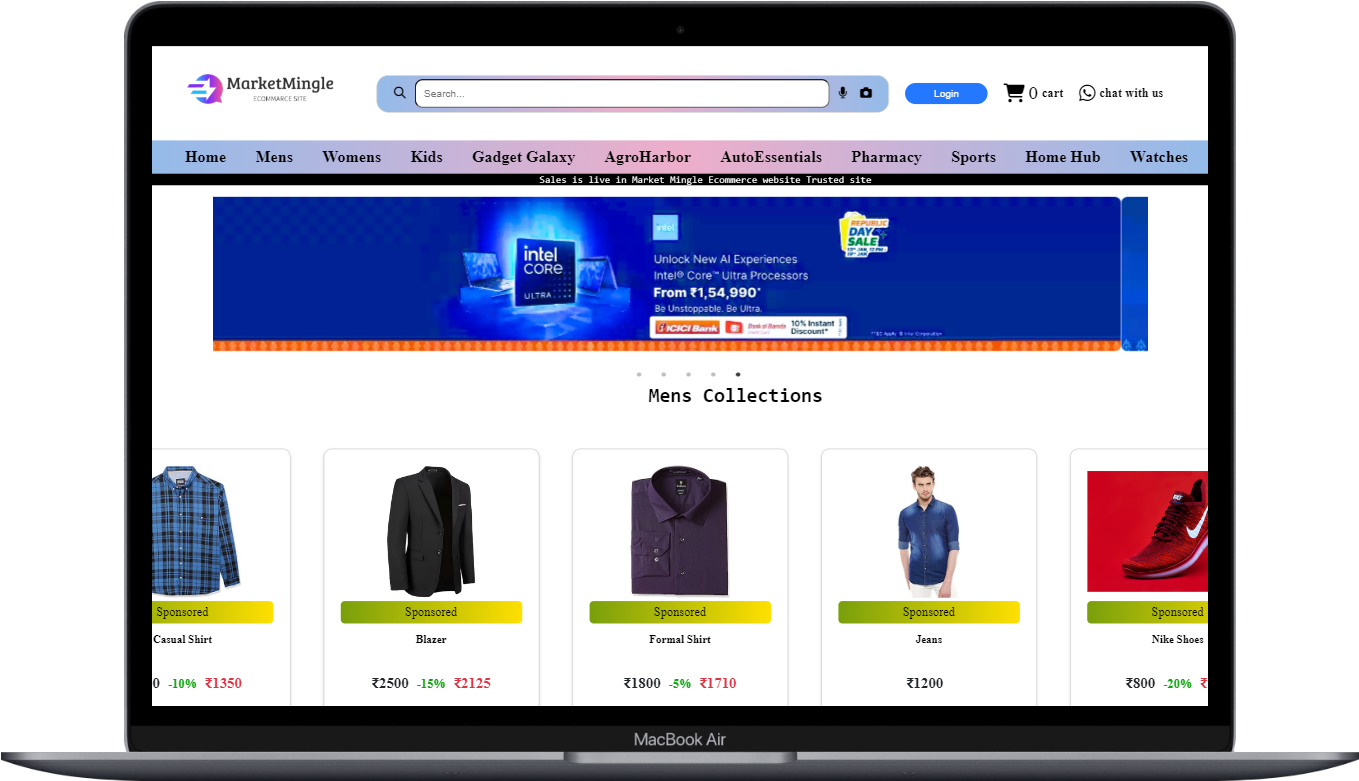 MarketMingle
ECOMMARCE SITE
Search...
Login
0 cart
chat with us
Home Mens Womens Kids Gadget Galaxy AgroHarbor AutoEssentials Pharmacy Sports Home Hub Watches
Sales is live in Market Mingle Ecommerce website Trusted site
intel
CORE
ULTRA
intel
Unlock New AI Experiences
Intel® Core™ Ultra Processors
From ₹1,54,990*
Be Unstoppable. Be Ultra.
ICICI Bank
Bank of Baroda
10% Instant
Discount*
REPUBLIC
DAY
SALE
Mens Collections
Sponsored Sponsored Sponsored Sponsored Sponsored
Casual Shirt Blazer Formal Shirt Jeans Nike Shoes
0 -10% ₹1350 ₹2500 -15% ₹2125 ₹1800 -5% ₹1710 ₹1200 ₹800 -20% ₹
MacBook Air